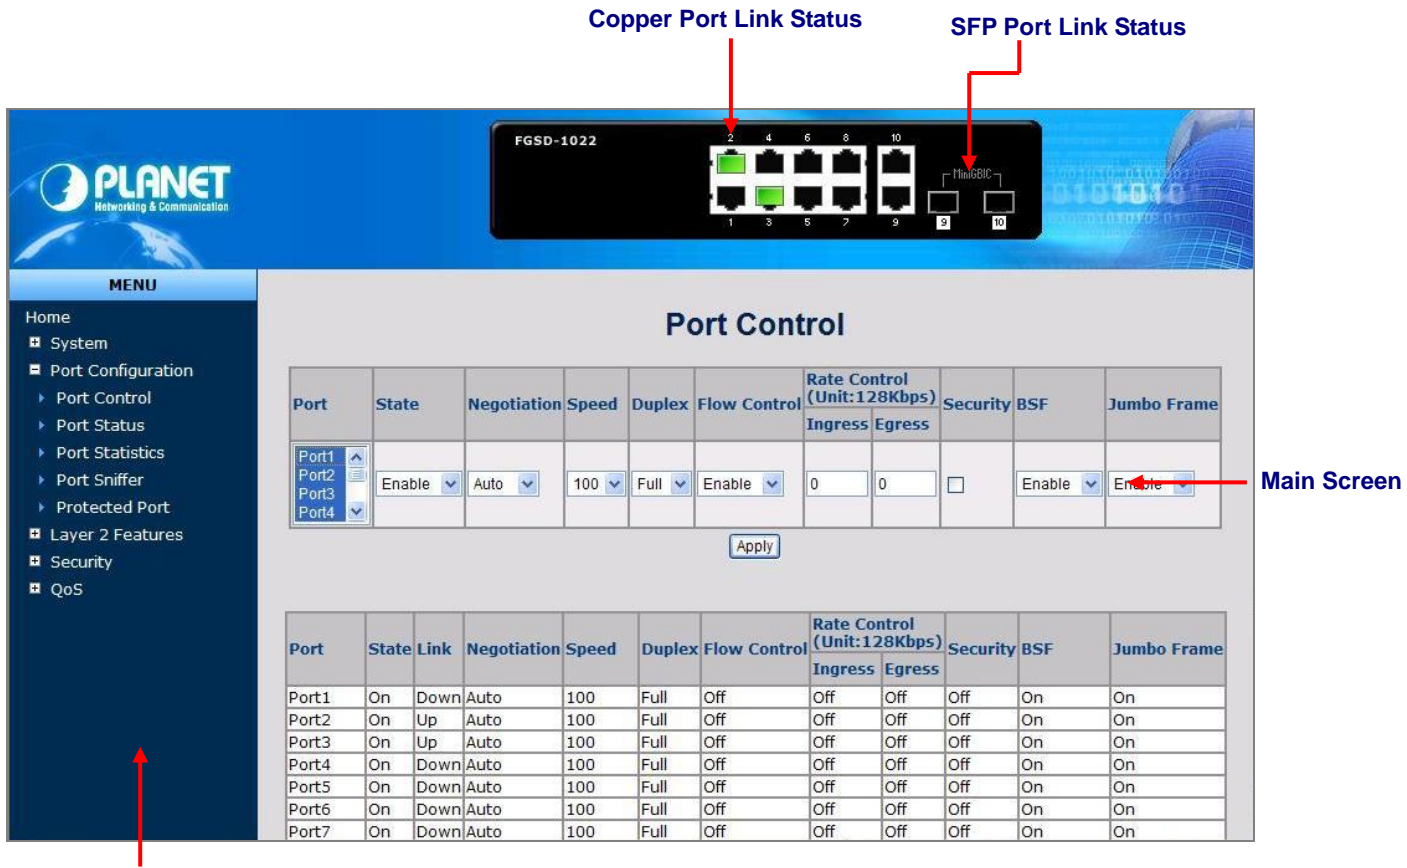 Copper Port Link Status
SFP Port Link Status
FGSD-1022
2 4 6 8 10
MiniGBIC
1 3 5 7 9 9 10
PLANET
Networking & Communication
MENU
Home
System
Port Configuration
Port Control
Port Status
Port Statistics
Port Sniffer
Protected Port
Layer 2 Features
Security
QoS
Port Control
Port State Negotiation Speed Duplex Flow Control Rate Control (Unit:128Kbps) Security BSF Jumbo Frame
Ingress Egress
Port1
Port2
Port3
Port4
Enable Auto 100 Full Enable 0 0 Enable Enable
Main Screen
Apply
Port State Link Negotiation Speed Duplex Flow Control Rate Control (Unit:128Kbps) Security BSF Jumbo Frame
Ingress Egress
Port1 On Down Auto 100 Full Off Off Off Off On On
Port2 On Up Auto 100 Full Off Off Off Off On On
Port3 On Up Auto 100 Full Off Off Off Off On On
Port4 On Down Auto 100 Full Off Off Off Off On On
Port5 On Down Auto 100 Full Off Off Off Off On On
Port6 On Down Auto 100 Full Off Off Off Off On On
Port7 On Down Auto 100 Full Off Off Off Off On On